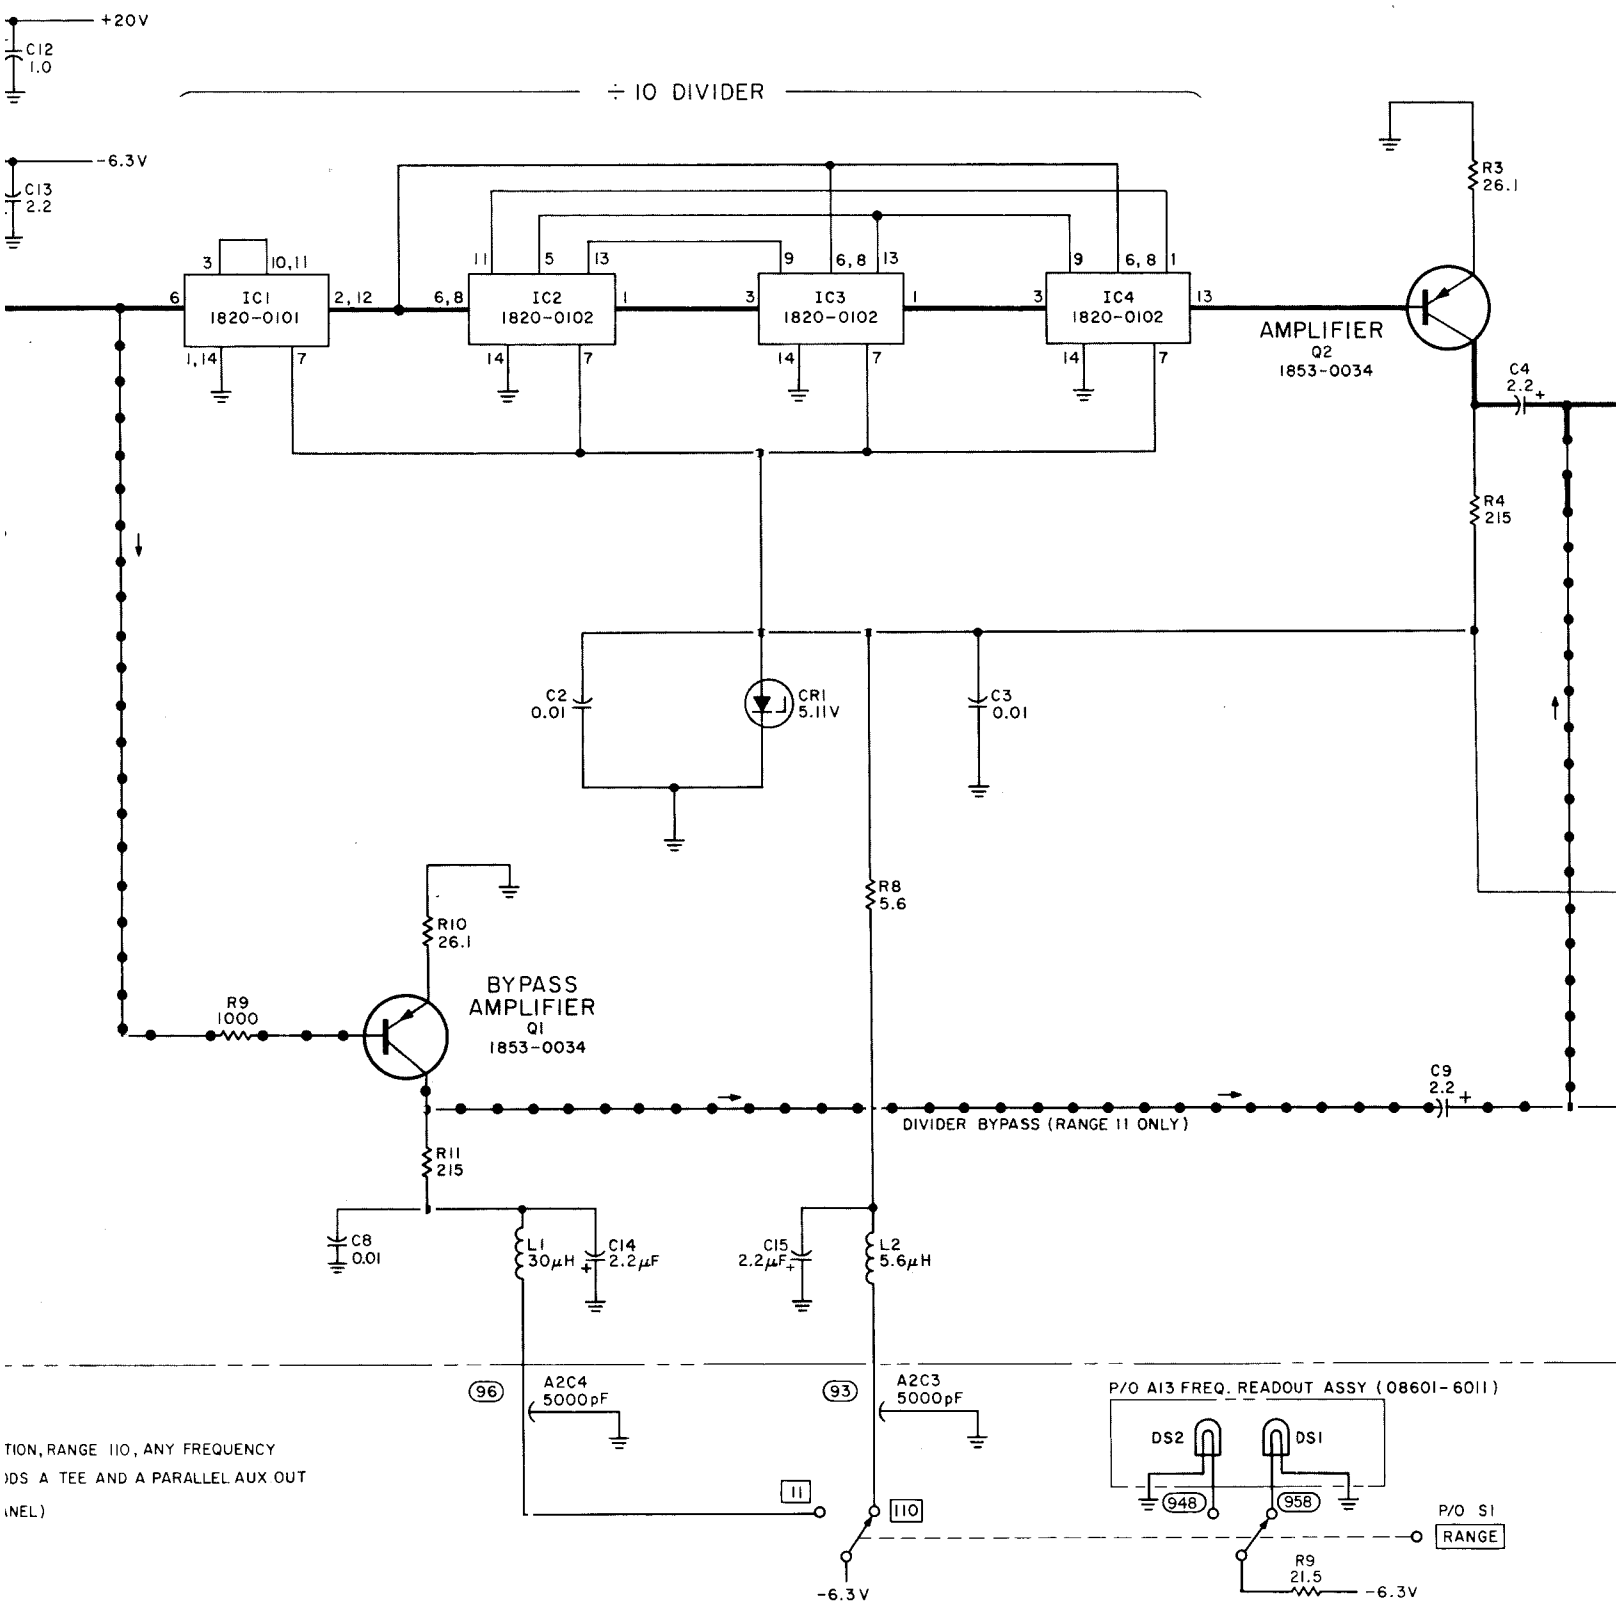 +20V
C12
1.0
÷ 10 DIVIDER
-6.3V
C13
2.2
R3
26.1
3
10,11
11
5
13
9
6,8
13
9
6,8
1
6
IC1
1820-0101
2,12
6,8
IC2
1820-0102
1
3
IC3
1820-0102
1
3
IC4
1820-0102
13
1,14
7
14
7
14
7
14
7
AMPLIFIER
Q2
1853-0034
C4
2.2
+
R4
215
C2
0.01
CR1
5.11V
C3
0.01
R8
5.6
R10
26.1
BYPASS
AMPLIFIER
Q1
1853-0034
R9
1000
C9
2.2
+
DIVIDER BYPASS (RANGE 11 ONLY)
R11
215
C8
0.01
L1
30µH
C14
2.2µF
+
C15
2.2µF
+
L2
5.6µH
96
A2C4
5000pF
93
A2C3
5000pF
P/O A13 FREQ. READOUT ASSY (08601-6011)
DS2
DS1
TION, RANGE 110, ANY FREQUENCY
DDS A TEE AND A PARALLEL AUX OUT
NEL)
11
110
948
958
P/O S1
RANGE
-6.3V
R9
21.5
-6.3V